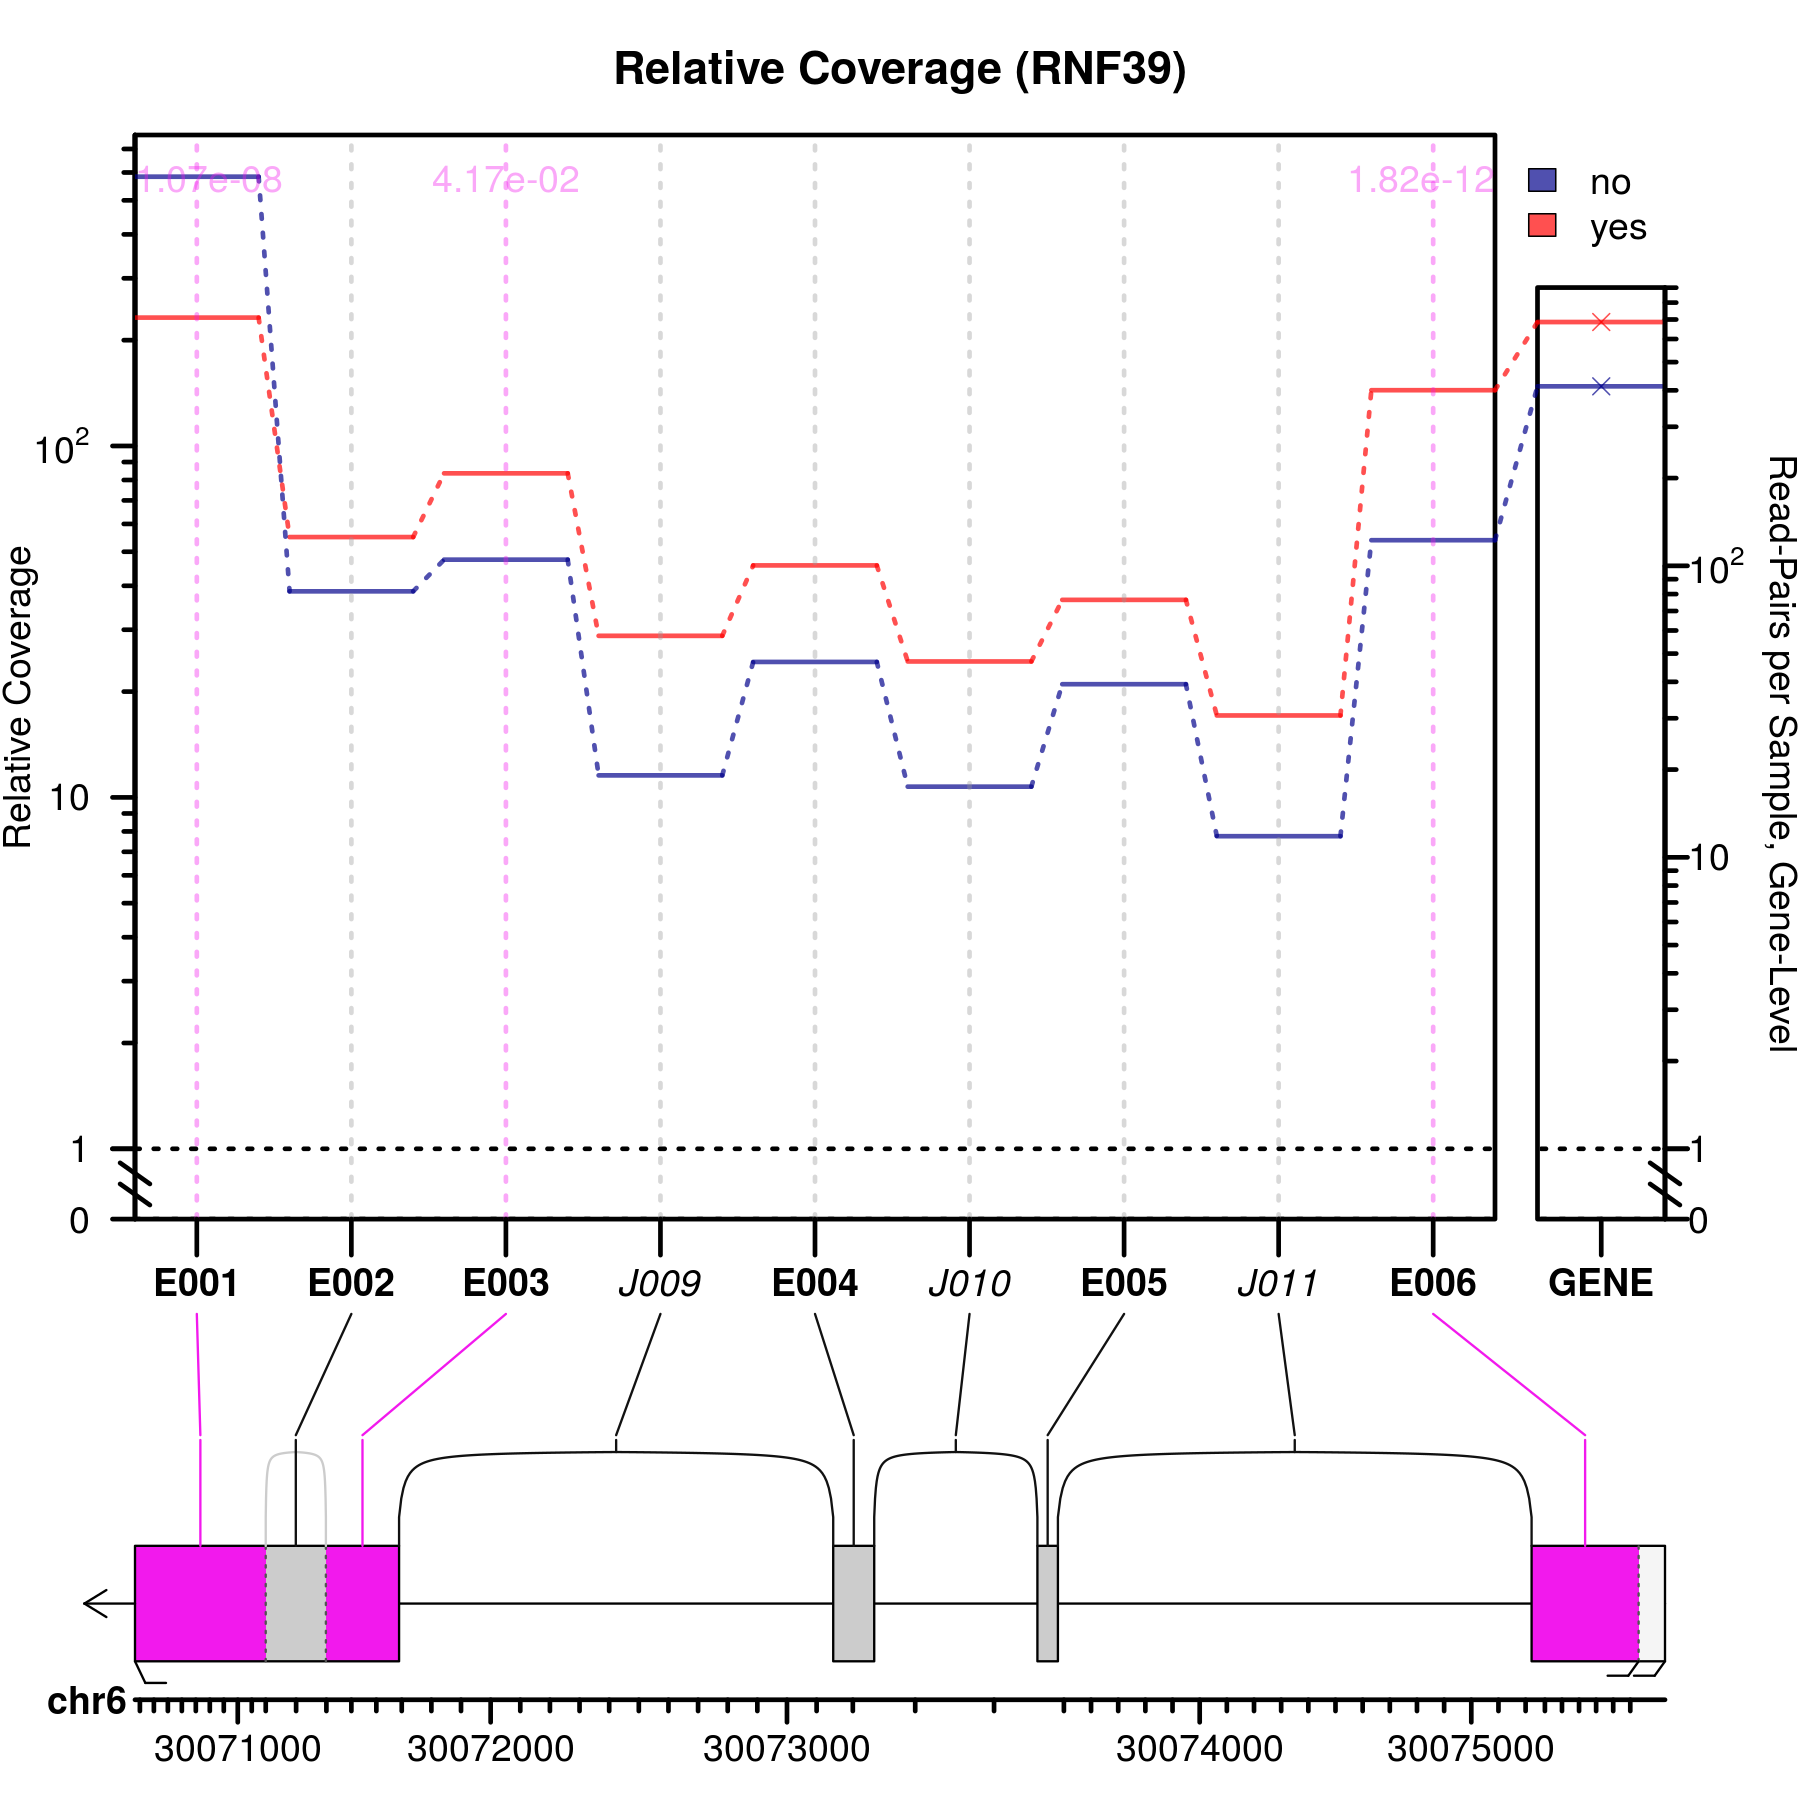 Relative Coverage (RNF39)
1.07e-08 4.17e-02 1.82e-12
no
yes
Relative Coverage
10²
10
1
0
10²
10
1
0
Read-Pairs per Sample, Gene-Level
E001 E002 E003 J009 E004 J010 E005 J011 E006 GENE
chr6
30071000 30072000 30073000 30074000 30075000